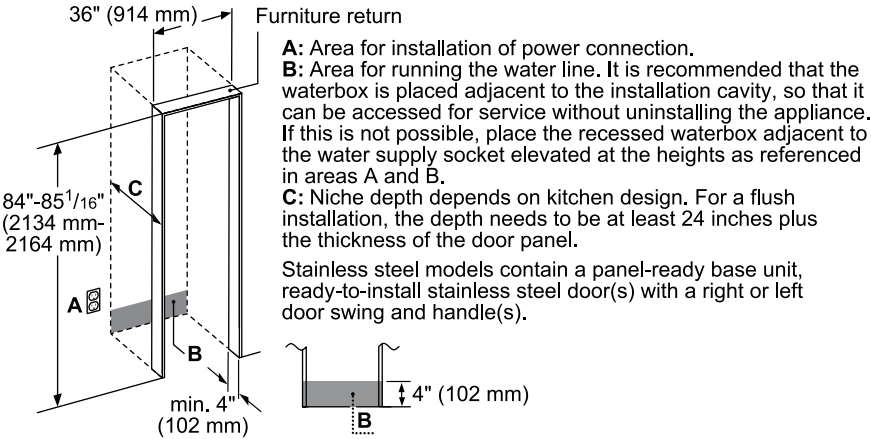 36" (914 mm)
Furniture return
A: Area for installation of power connection.
B: Area for running the water line. It is recommended that the
waterbox is placed adjacent to the installation cavity, so that it
can be accessed for service without uninstalling the appliance.
If this is not possible, place the recessed waterbox adjacent to
the water supply socket elevated at the heights as referenced
in areas A and B.
C: Niche depth depends on kitchen design. For a flush
installation, the depth needs to be at least 24 inches plus
the thickness of the door panel.
Stainless steel models contain a panel-ready base unit,
ready-to-install stainless steel door(s) with a right or left
door swing and handle(s).
C
84"-85 1/16"
(2134 mm-
2164 mm)
A
B
min. 4"
(102 mm)
4" (102 mm)
B